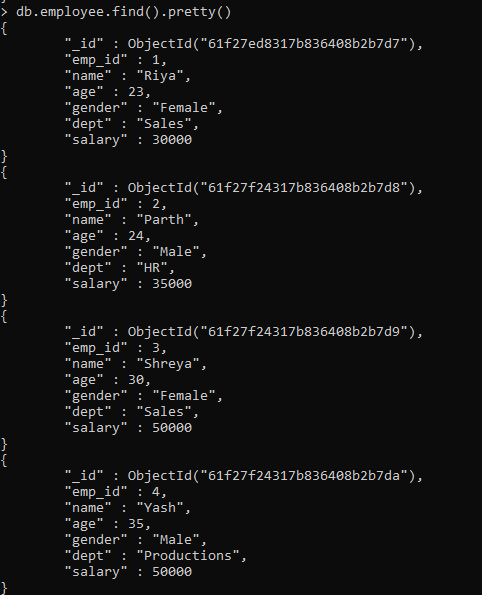 > db.employee.find().pretty()
{
"_id" : ObjectId("61f27ed8317b836408b2b7d7"),
"emp_id" : 1,
"name" : "Riya",
"age" : 23,
"gender" : "Female",
"dept" : "Sales",
"salary" : 30000
}
{
"_id" : ObjectId("61f27f24317b836408b2b7d8"),
"emp_id" : 2,
"name" : "Parth",
"age" : 24,
"gender" : "Male",
"dept" : "HR",
"salary" : 35000
}
{
"_id" : ObjectId("61f27f24317b836408b2b7d9"),
"emp_id" : 3,
"name" : "Shreya",
"age" : 30,
"gender" : "Female",
"dept" : "Sales",
"salary" : 50000
}
{
"_id" : ObjectId("61f27f24317b836408b2b7da"),
"emp_id" : 4,
"name" : "Yash",
"age" : 35,
"gender" : "Male",
"dept" : "Productions",
"salary" : 50000
}